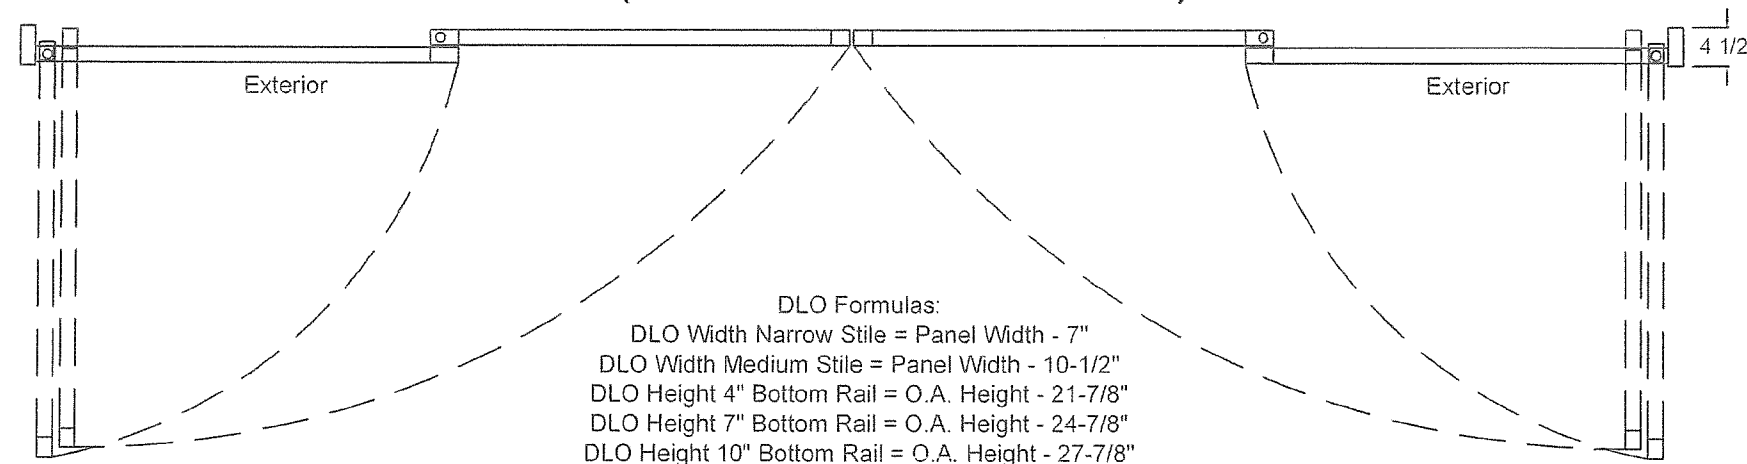 4 1/2
Exterior
Exterior
DLO Formulas:
DLO Width Narrow Stile = Panel Width - 7"
DLO Width Medium Stile = Panel Width - 10-1/2"
DLO Height 4" Bottom Rail = O.A. Height - 21-7/8"
DLO Height 7" Bottom Rail = O.A. Height - 24-7/8"
DLO Height 10" Bottom Rail = O.A. Height - 27-7/8"